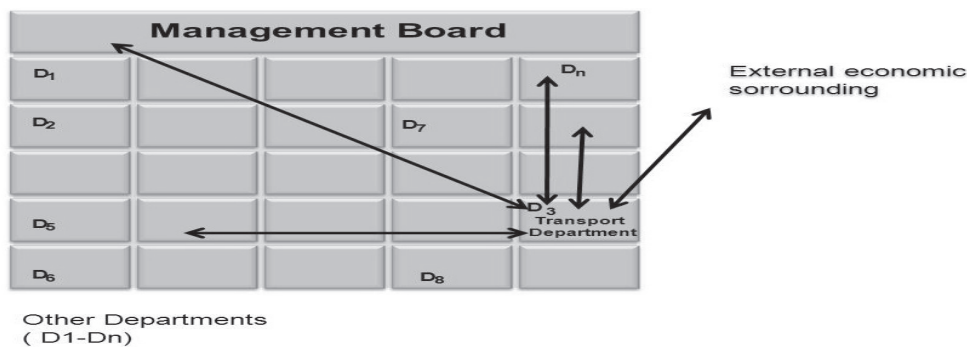 Management Board
D1
Dn
External economic
sorrounding
D2
D7
D3
Transport
Department
D5
D6
D8
Other Departments
( D1-Dn)